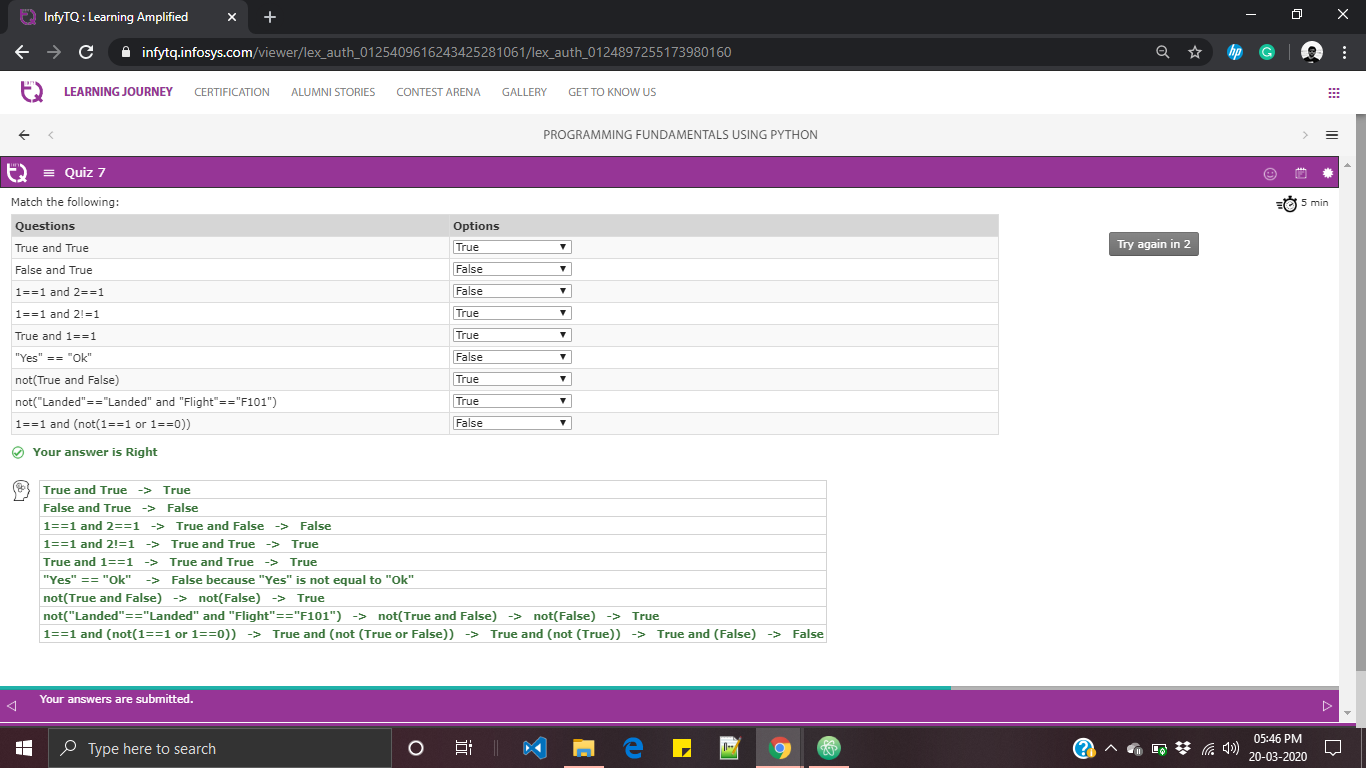 InfyTQ : Learning Amplified
infytq.infosys.com/viewer/lex_auth_0125409616243425281061/lex_auth_0124897255173980160
LEARNING JOURNEY CERTIFICATION ALUMNI STORIES CONTEST ARENA GALLERY GET TO KNOW US
PROGRAMMING FUNDAMENTALS USING PYTHON
Quiz 7
Match the following:
5 min
Questions Options
Try again in 2
True and True True
False and True False
1==1 and 2==1 False
1==1 and 2!=1 True
True and 1==1 True
"Yes" == "Ok" False
not(True and False) True
not("Landed"=="Landed" and "Flight"=="F101") True
1==1 and (not(1==1 or 1==0)) False
Your answer is Right
True and True -> True
False and True -> False
1==1 and 2==1 -> True and False -> False
1==1 and 2!=1 -> True and True -> True
True and 1==1 -> True and True -> True
"Yes" == "Ok" -> False because "Yes" is not equal to "Ok"
not(True and False) -> not(False) -> True
not("Landed"=="Landed" and "Flight"=="F101") -> not(True and False) -> not(False) -> True
1==1 and (not(1==1 or 1==0)) -> True and (not (True or False)) -> True and (not (True)) -> True and (False) -> False
Your answers are submitted.
Type here to search
05:46 PM
20-03-2020